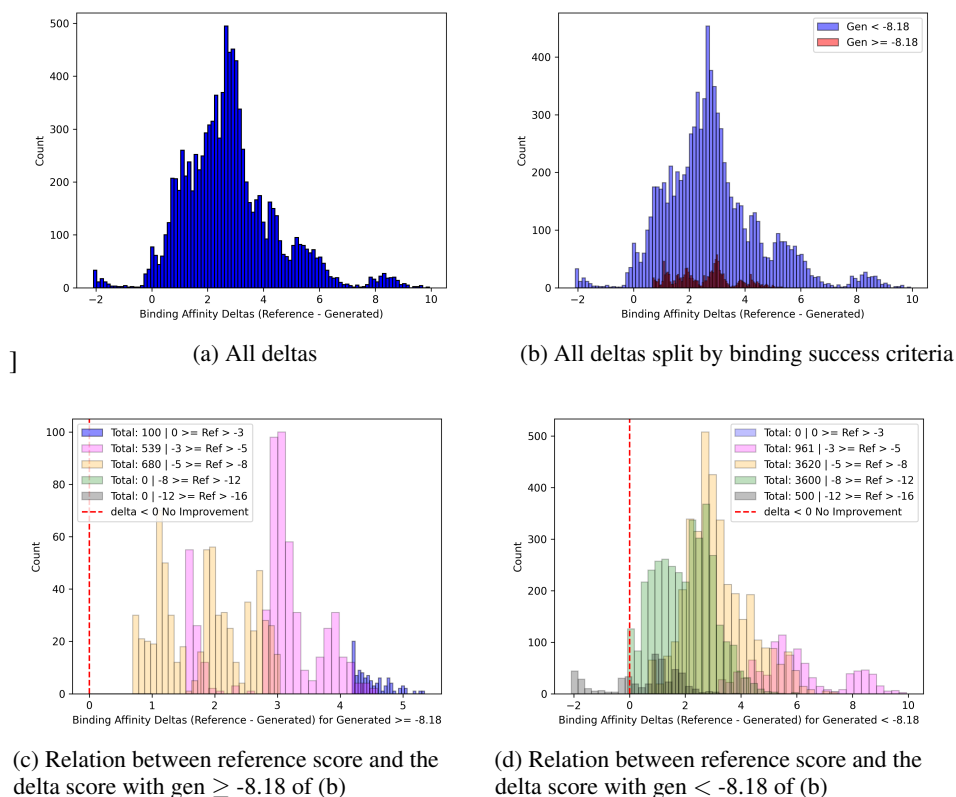 500
400
300
200
100
0
Count
−2
0
2
4
6
8
10
Binding Affinity Deltas (Reference - Generated)
(a) All deltas
Gen < -8.18
Gen >= -8.18
400
300
200
100
0
Count
−2
0
2
4
6
8
10
Binding Affinity Deltas (Reference - Generated)
(b) All deltas split by binding success criteria
]
Total: 100 | 0 >= Ref > -3
Total: 539 | -3 >= Ref > -5
Total: 680 | -5 >= Ref > -8
Total: 0 | -8 >= Ref > -12
Total: 0 | -12 >= Ref > -16
delta < 0 No Improvement
100
80
60
40
20
0
Count
0
1
2
3
4
5
Binding Affinity Deltas (Reference - Generated) for Generated >= -8.18
(c) Relation between reference score and the
delta score with gen ≥ -8.18 of (b)
Total: 0 | 0 >= Ref > -3
Total: 961 | -3 >= Ref > -5
Total: 3620 | -5 >= Ref > -8
Total: 3600 | -8 >= Ref > -12
Total: 500 | -12 >= Ref > -16
delta < 0 No Improvement
500
400
300
200
100
0
Count
−2
0
2
4
6
8
10
Binding Affinity Deltas (Reference - Generated) for Generated < -8.18
(d) Relation between reference score and the
delta score with gen < -8.18 of (b)